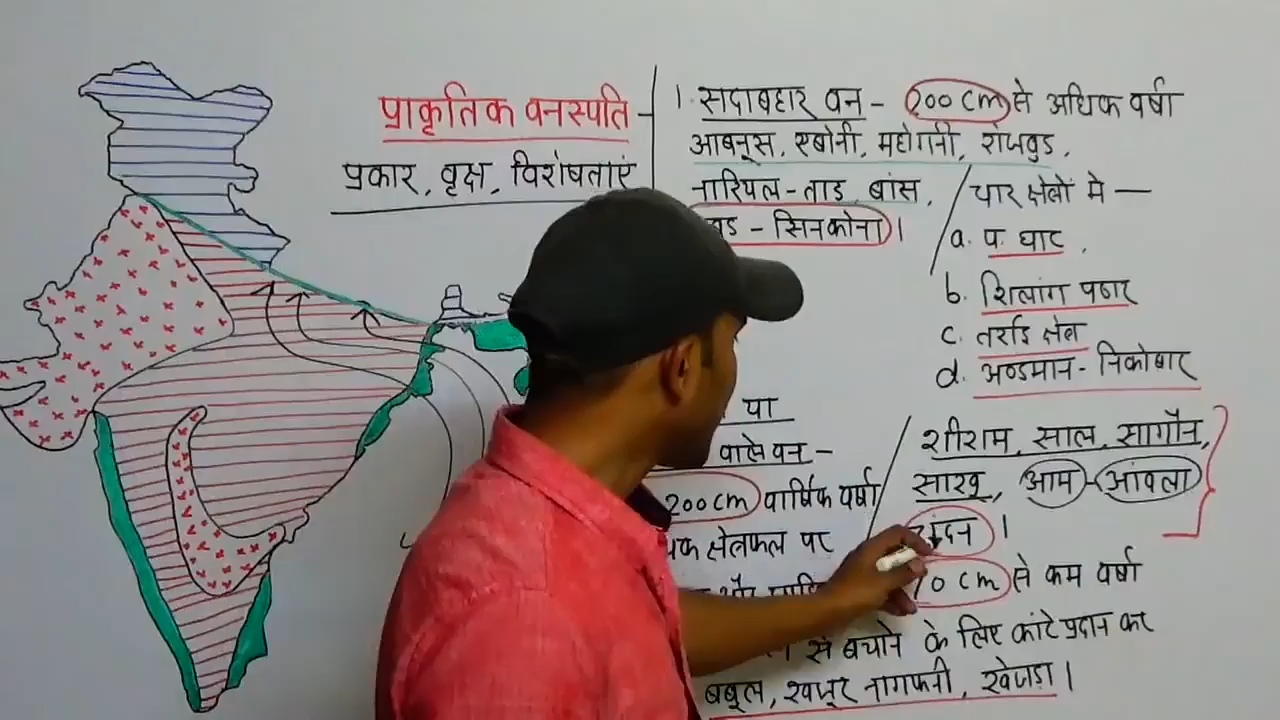 प्राकृतिक वनस्पति
प्रकार, वृक्ष, विशेषताएं
1. सदाबहार वन - 200 cm से अधिक वर्षा
आबनूस, एबोनी, महोगनी, रोजवुड,
नारियल - ताड, बांस,
- सिनकोना।
चार क्षेत्रों मे —
a. प. घाट,
b. शिलांग पठार
c. तराई क्षेत्र
d. अण्डमान - निकोबार
या
वाले वन -
200 cm वार्षिक वर्षा
क्षेत्रफल पर
शीशम, साल, सागौन,
साखू, आम - आंवला
चंदन।
70 cm से कम वर्षा
से बचाने के लिए कांटे प्रदान कर
बबूल, खजूर, नागफनी, खेजड़ा।